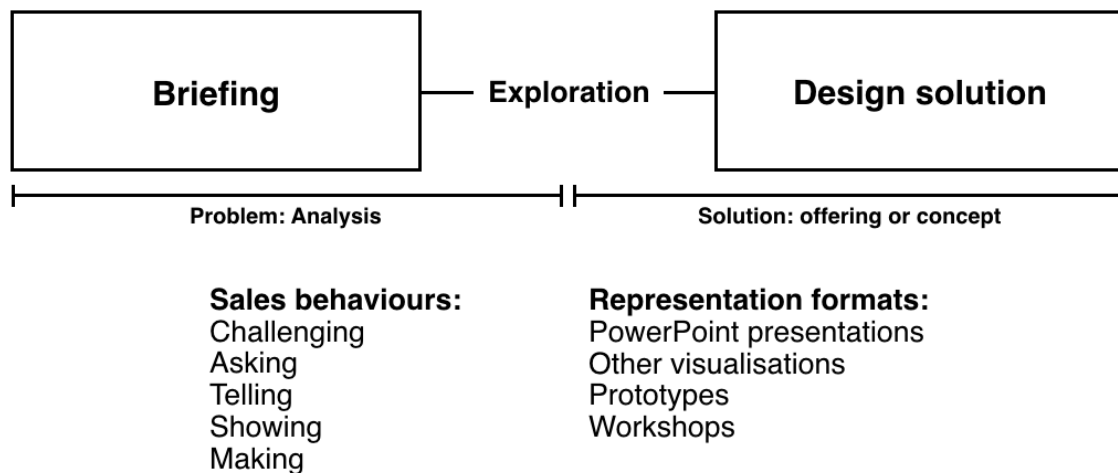 Briefing
Exploration
Design solution
Problem: Analysis
Solution: offering or concept
Sales behaviours:
Challenging
Asking
Telling
Showing
Making
Representation formats:
PowerPoint presentations
Other visualisations
Prototypes
Workshops